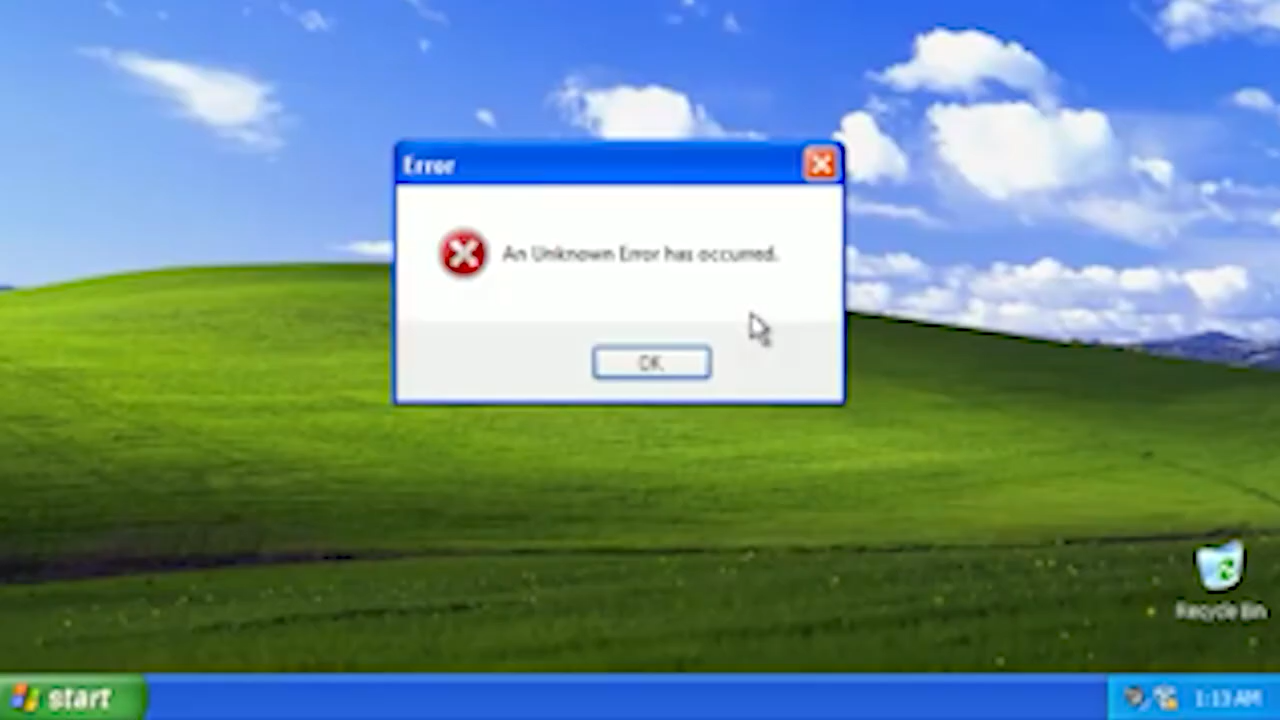 Error
An Unknown Error has occurred.
OK
Recycle Bin
start
1:13 AM